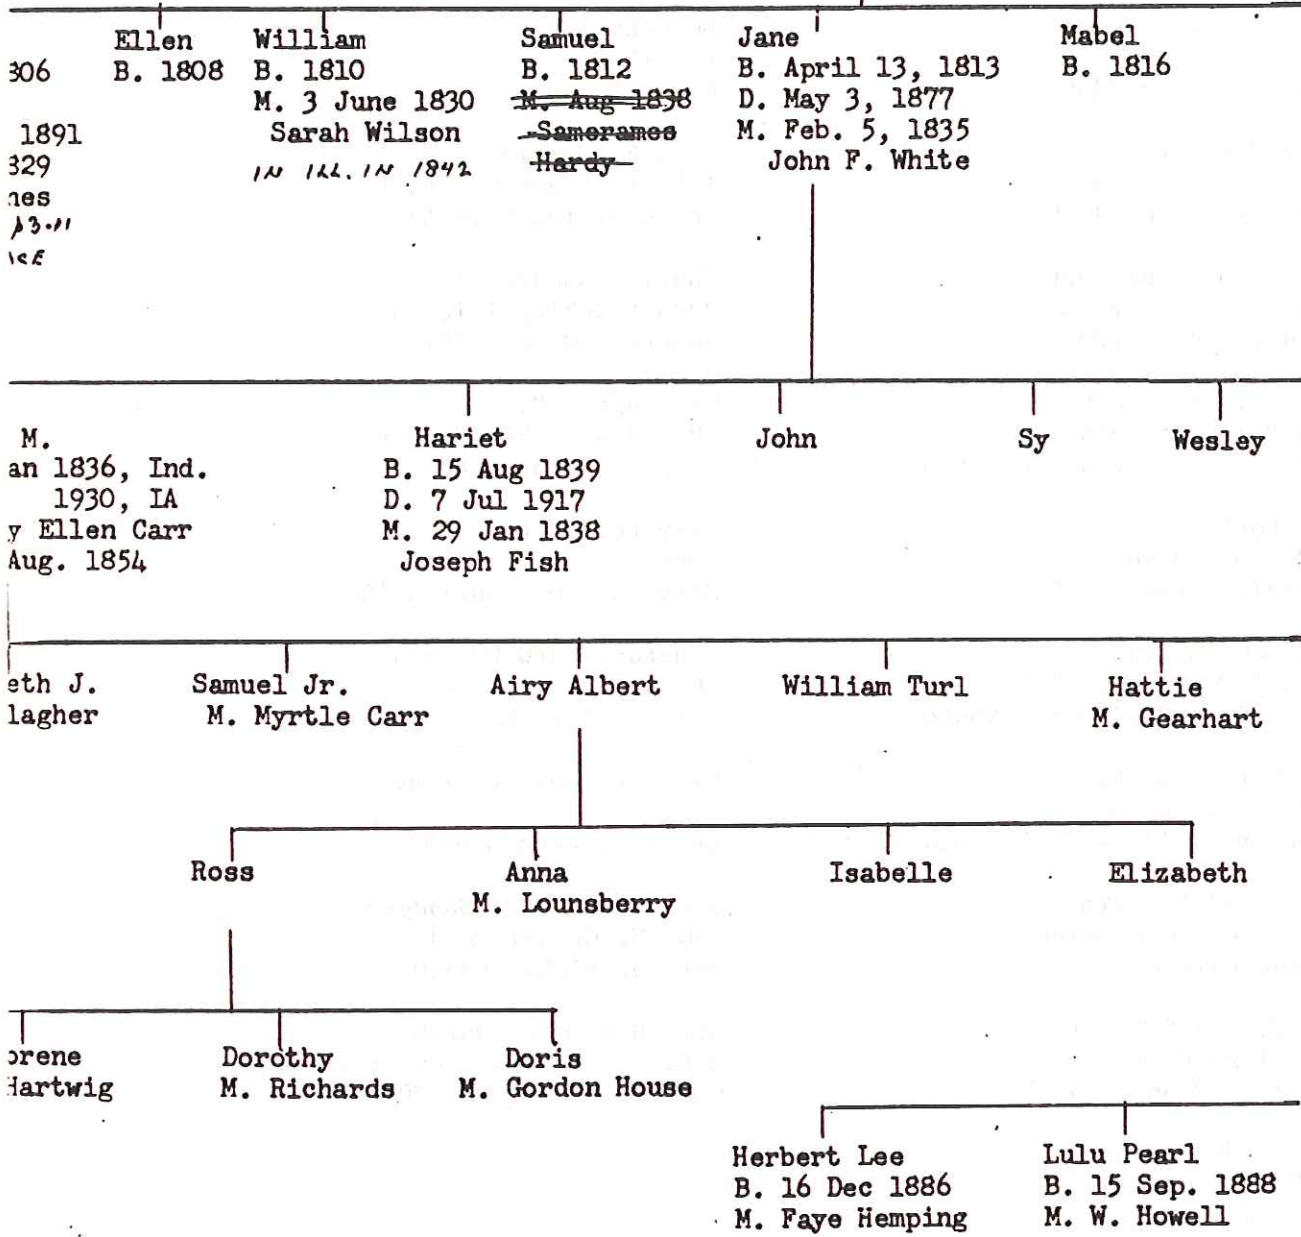 Ellen
B. 1808
William
B. 1810
M. 3 June 1830
Sarah Wilson
IN ILL. IN 1842
Samuel
B. 1812
M. Aug 1838
Samerames
Hardy
Jane
B. April 13, 1813
D. May 3, 1877
M. Feb. 5, 1835
John F. White
Mabel
B. 1816
306
1891
329
nes
M.
an 1836, Ind.
1930, IA
y Ellen Carr
Aug. 1854
Hariet
B. 15 Aug 1839
D. 7 Jul 1917
M. 29 Jan 1838
Joseph Fish
John
Sy
Wesley
eth J.
lagher
Samuel Jr.
M. Myrtle Carr
Airy Albert
William Turl
Hattie
M. Gearhart
Ross
Anna
M. Lounsberry
Isabelle
Elizabeth
orene
Hartwig
Dorothy
M. Richards
Doris
M. Gordon House
Herbert Lee
B. 16 Dec 1886
M. Faye Hemping
Lulu Pearl
B. 15 Sep. 1888
M. W. Howell